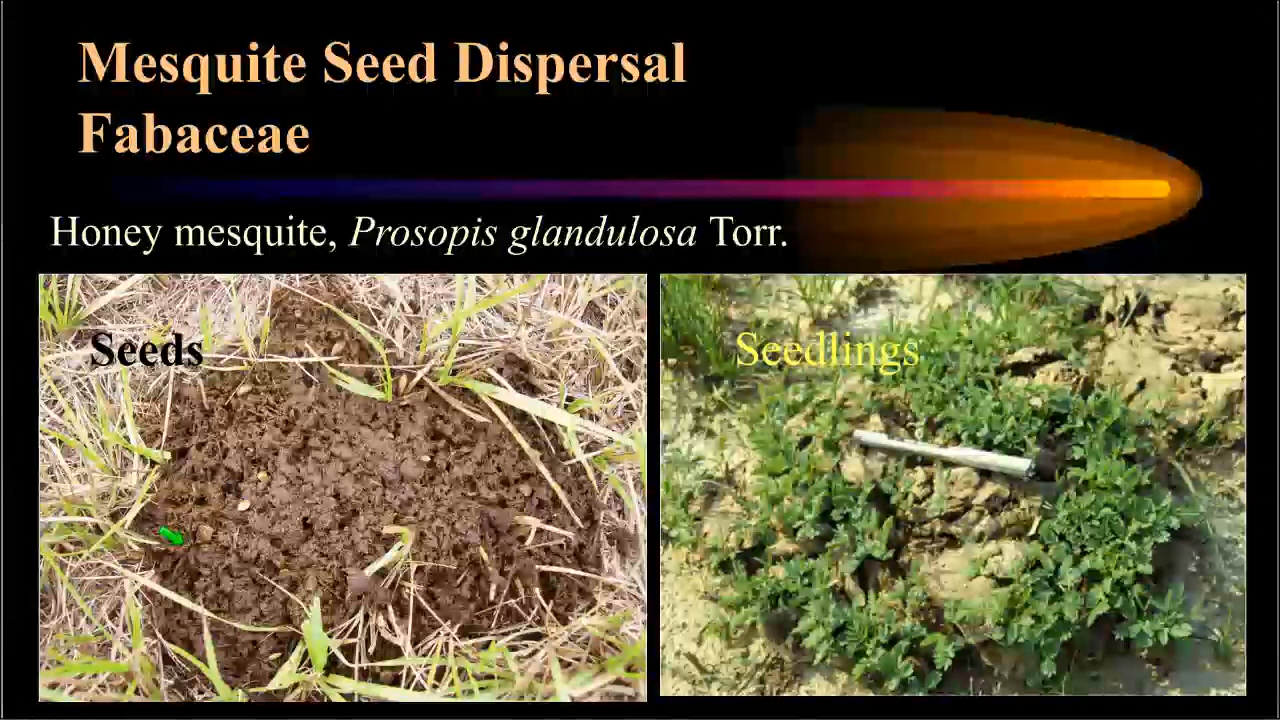 Mesquite Seed Dispersal
Fabaceae
Honey mesquite, Prosopis glandulosa Torr.
Seeds
Seedlings